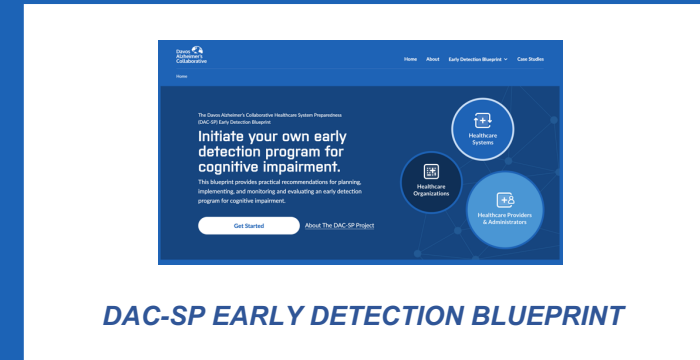 Davos
Alzheimer's
Collaborative
Home About Early Detection Blueprint Case Studies
Home
The Davos Alzheimer's Collaborative Healthcare System Preparedness
(DAC-SP) Early Detection Blueprint
Initiate your own early
detection program for
cognitive impairment.
This blueprint provides practical recommendations for planning,
implementing, and monitoring and evaluating an early detection
program for cognitive impairment.
Get Started About The DAC-SP Project
Healthcare
Systems
Healthcare
Organizations
Healthcare Providers
& Administrators
DAC-SP EARLY DETECTION BLUEPRINT